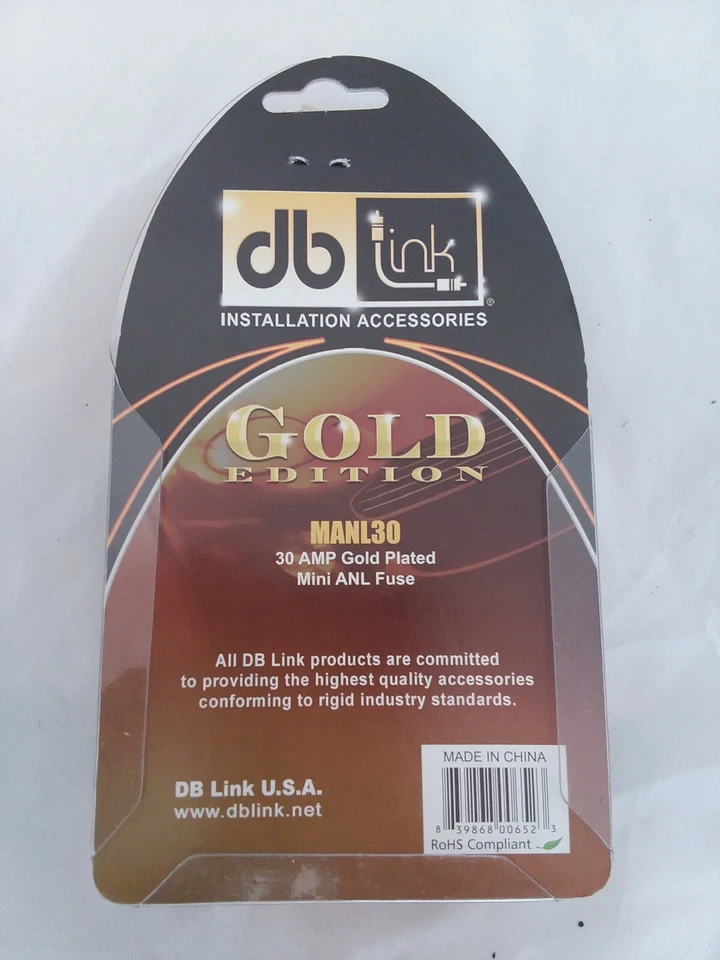 db Link®
INSTALLATION ACCESSORIES
GOLD
EDITION
MANL30
30 AMP Gold Plated
Mini ANL Fuse
All DB Link products are committed
to providing the highest quality accessories
conforming to rigid industry standards.
DB Link U.S.A.
www.dblink.net
MADE IN CHINA
8 39868 00652 3
RoHS Compliant